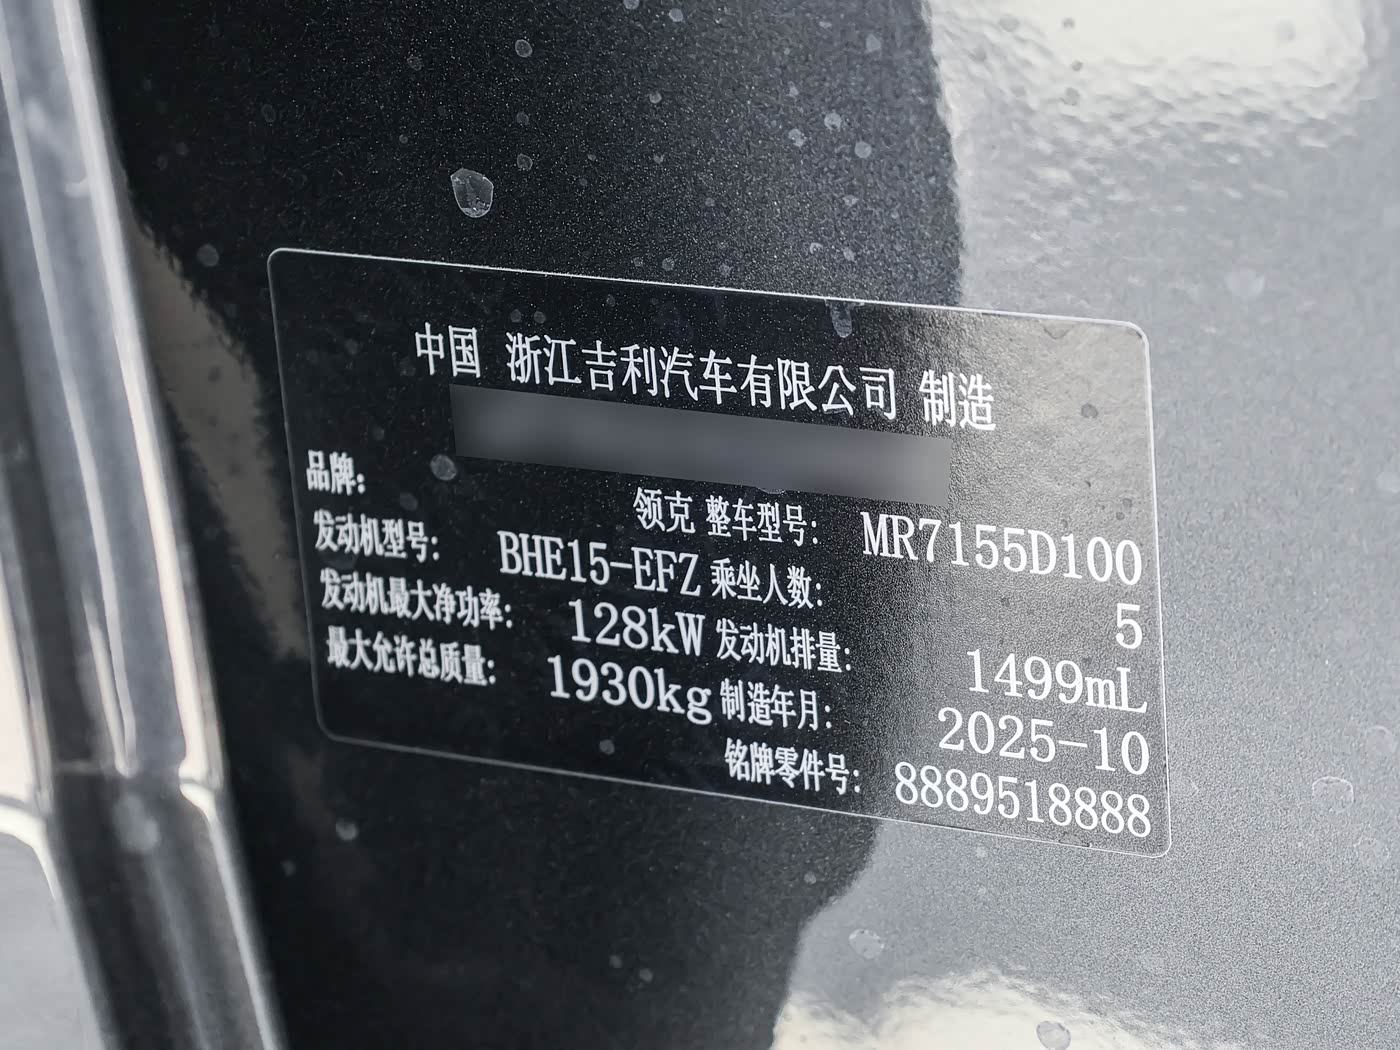 中国 浙江吉利汽车有限公司 制造
品牌: 领克 整车型号: MR7155D100
发动机型号: BHE15-EFZ 乘坐人数: 5
发动机最大净功率: 128kW 发动机排量: 1499mL
最大允许总质量: 1930kg 制造年月: 2025-10
铭牌零件号: 8889518888